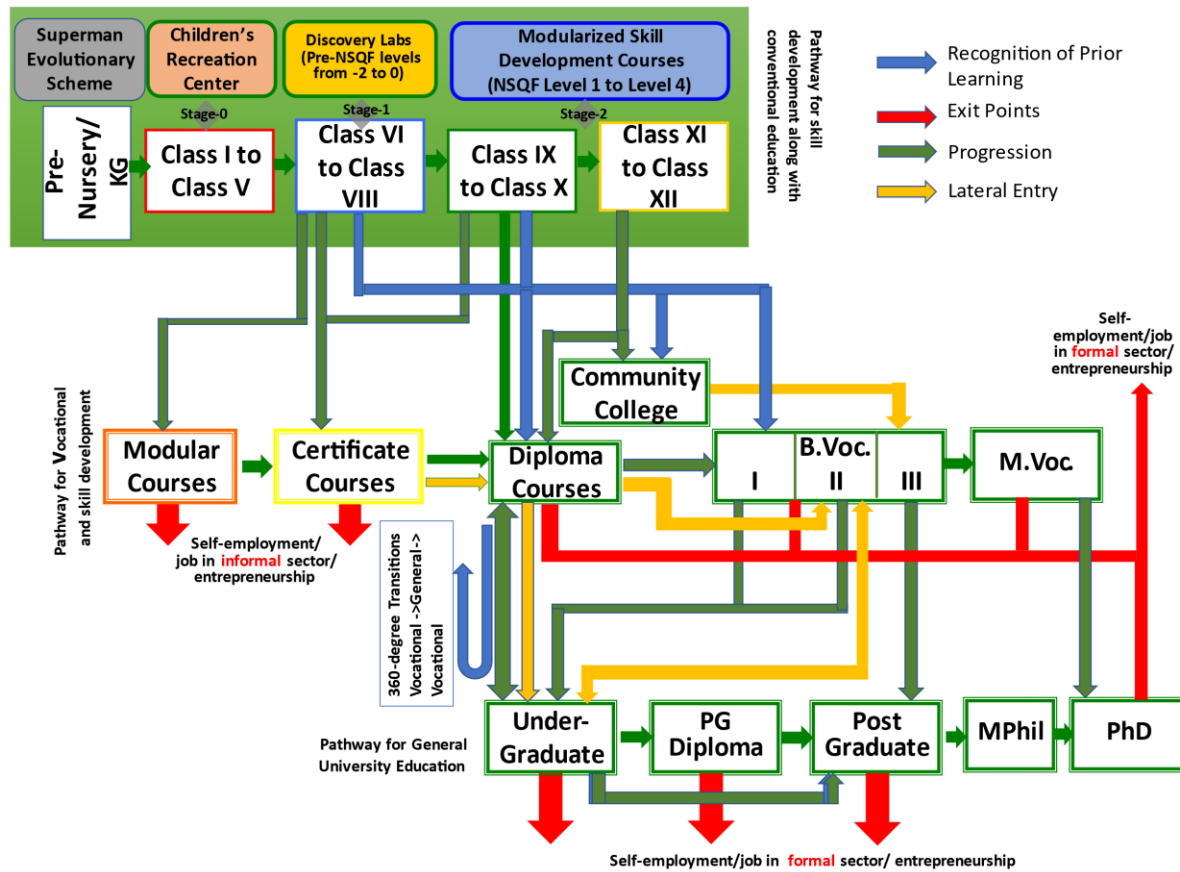 Superman
Evolutionary
Scheme
Children's
Recreation
Center
Discovery Labs
(Pre-NSQF levels
from -2 to 0)
Modularized Skill
Development Courses
(NSQF Level 1 to Level 4)
Pathway for skill
development along with
conventional education
Recognition of Prior
Learning
Exit Points
Progression
Lateral Entry
Stage-0
Stage-1
Stage-2
Pre-
Nursery/
KG
Class I to
Class V
Class VI
to Class
VIII
Class IX
to Class X
Class XI
to Class
XII
Self-
employment/job
in formal sector/
entrepreneurship
Community
College
Pathway for Vocational
and skill development
Modular
Courses
Certificate
Courses
Diploma
Courses
B.Voc.
I II III
M.Voc.
Self-employment/
job in informal sector/
entrepreneurship
360-degree Transitions
Vocational ->General->
Vocational
Pathway for General
University Education
Under-
Graduate
PG
Diploma
Post
Graduate
MPhil
PhD
Self-employment/job in formal sector/ entrepreneurship